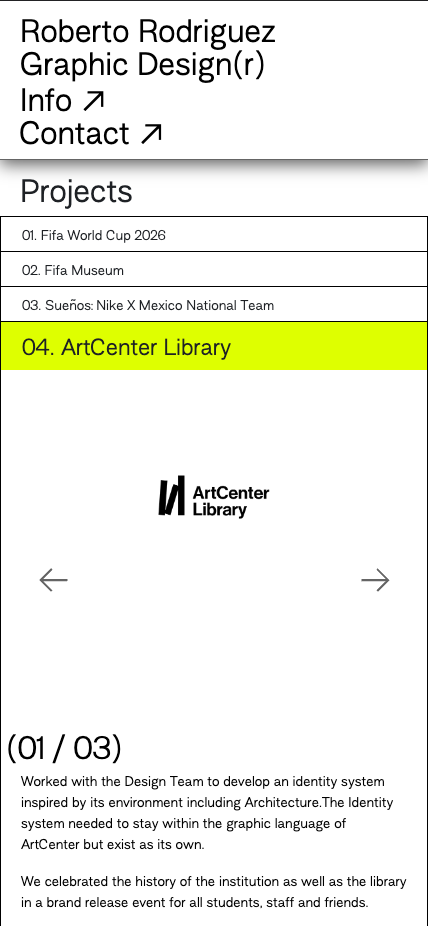 Roberto Rodriguez
Graphic Design(r)
Info ↗
Contact ↗
Projects
01. Fifa World Cup 2026
02. Fifa Museum
03. Sueños: Nike X Mexico National Team
04. ArtCenter Library
ArtCenter
Library
(01 / 03)
Worked with the Design Team to develop an identity system
inspired by its environment including Architecture.The Identity
system needed to stay within the graphic language of
ArtCenter but exist as its own.
We celebrated the history of the institution as well as the library
in a brand release event for all students, staff and friends.